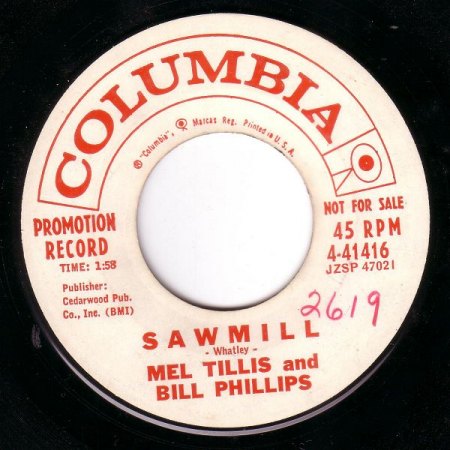 COLUMBIA
® "Columbia", Marcas Reg. Printed in U.S.A.
PROMOTION
RECORD
TIME: 1:58
Publisher:
Cedarwood Pub.
Co., Inc. (BMI)
NOT FOR SALE
45 RPM
4-41416
JZSP 47021
2619
SAWMILL
- Whatley -
MEL TILLIS and
BILL PHILLIPS